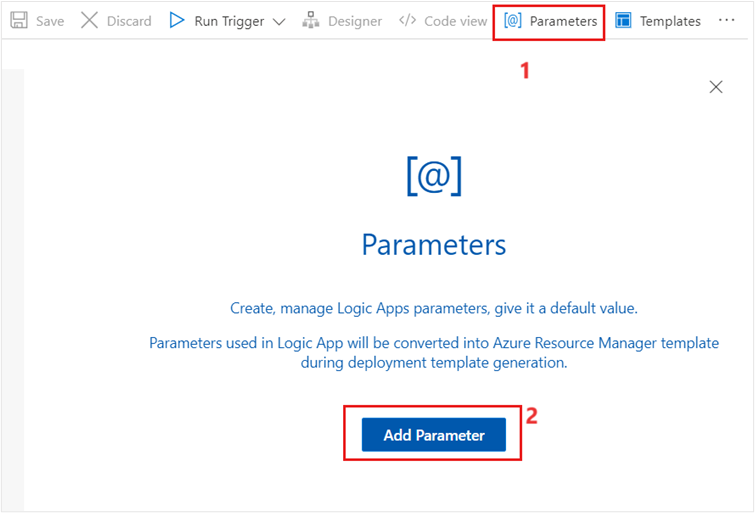 Save Discard Run Trigger Designer </> Code view [@] Parameters Templates ...
1
[@]
Parameters
Create, manage Logic Apps parameters, give it a default value.
Parameters used in Logic App will be converted into Azure Resource Manager template
during deployment template generation.
2
Add Parameter